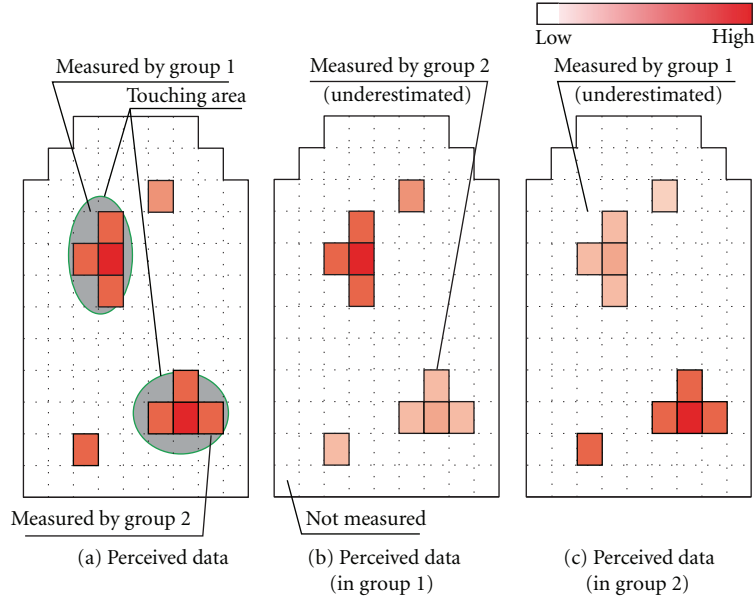 Low
High
Measured by group 1
Touching area
Measured by group 2
(underestimated)
Measured by group 1
(underestimated)
Measured by group 2
Not measured
(a) Perceived data
(b) Perceived data
(in group 1)
(c) Perceived data
(in group 2)